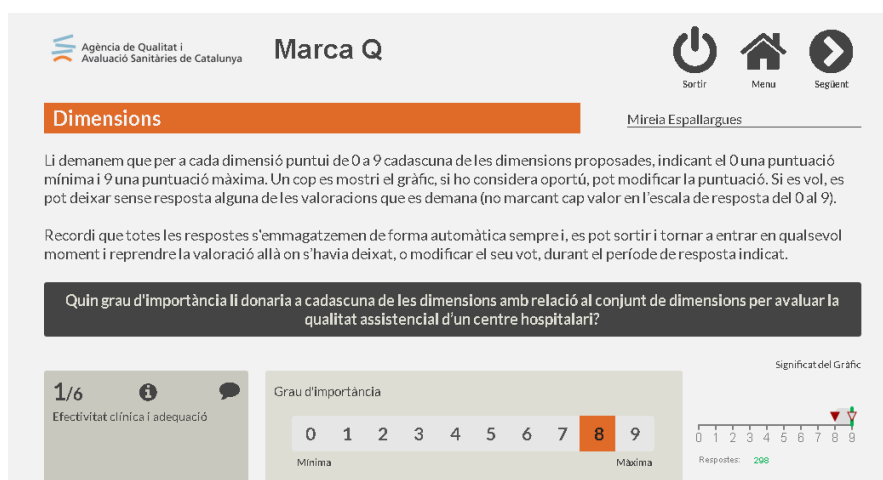 Agència de Qualitat i
Avaluació Sanitàries de Catalunya
Marca Q
Sortir
Menu
Següent
Dimensions
Mireia Espallargues
Li demanem que per a cada dimensió puntui de 0 a 9 cadascuna de les dimensions proposades, indicant el 0 una puntuació
mínima i 9 una puntuació màxima. Un cop es mostri el gràfic, si ho considera oportú, pot modificar la puntuació. Si es vol, es
pot deixar sense resposta alguna de les valoracions que es demana (no marcant cap valor en l'escala de resposta del 0 al 9).
Recordi que totes les respostes s'emmagatzemen de forma automàtica sempre i, es pot sortir i tornar a entrar en qualsevol
moment i reprendre la valoració allà on s'havia deixat, o modificar el seu vot, durant el període de resposta indicat.
Quin grau d'importància li donaria a cadascuna de les dimensions amb relació al conjunt de dimensions per avaluar la
qualitat assistencial d'un centre hospitalari?
Significat del Gràfic
1/6
Efectivitat clínica i adequació
Grau d'importància
0 1 2 3 4 5 6 7 8 9
Mínima
Màxima
0 1 2 3 4 5 6 7 8 9
Respostes: 298